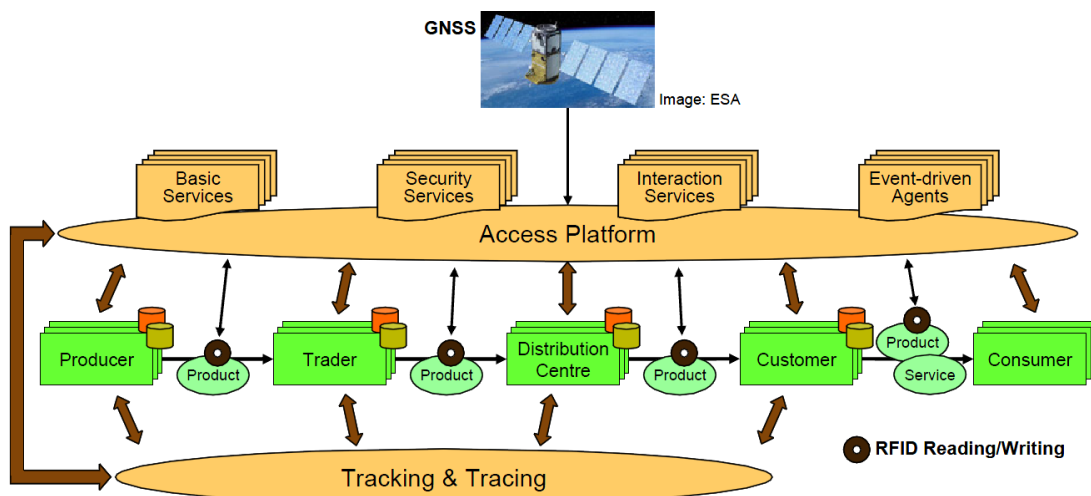 GNSS
Image: ESA
Basic
Services
Security
Services
Interaction
Services
Event-driven
Agents
Access Platform
Producer
Product
Trader
Product
Distribution
Centre
Product
Customer
Product
Service
Consumer
RFID Reading/Writing
Tracking & Tracing